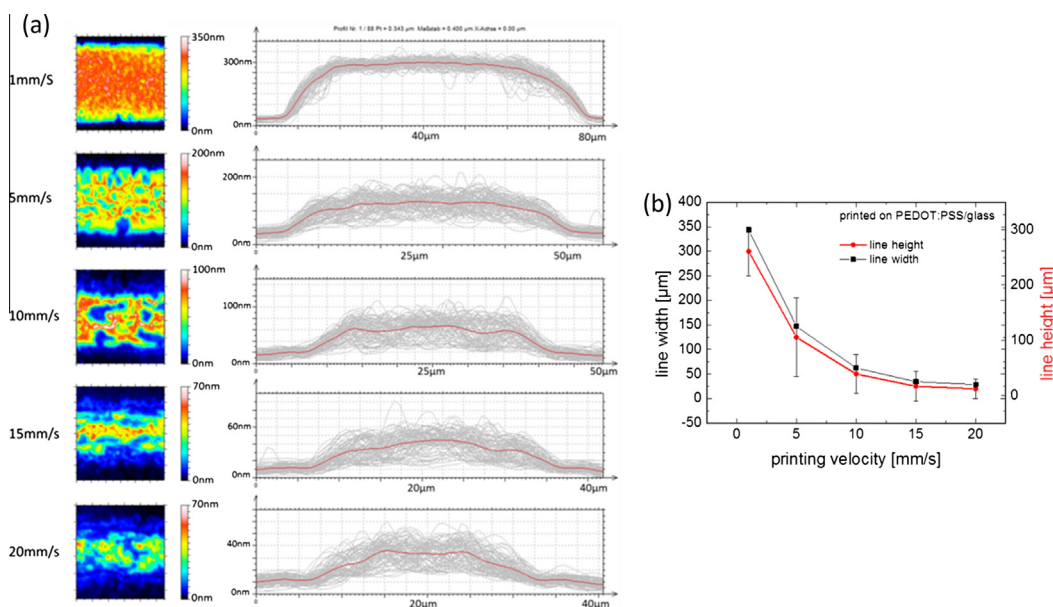 (a)
Profil Nr. 1 / 88 Pt = 0.343 µm Maßstab = 0.400 µm X-Achse = 0.00 µm
1mm/S
350nm
0nm
300nm
0nm
40µm
80µm
5mm/s
200nm
0nm
200nm
0nm
25µm
50µm
10mm/s
100nm
0nm
100nm
0nm
25µm
50µm
15mm/s
70nm
0nm
60nm
0nm
20µm
40µm
20mm/s
70nm
0nm
40nm
0nm
20µm
40µm
(b)
printed on PEDOT:PSS/glass
line height
line width
line width [µm]
400
350
300
250
200
150
100
50
0
-50
0
5
10
15
20
printing velocity [mm/s]
300
200
100
0
line height [µm]